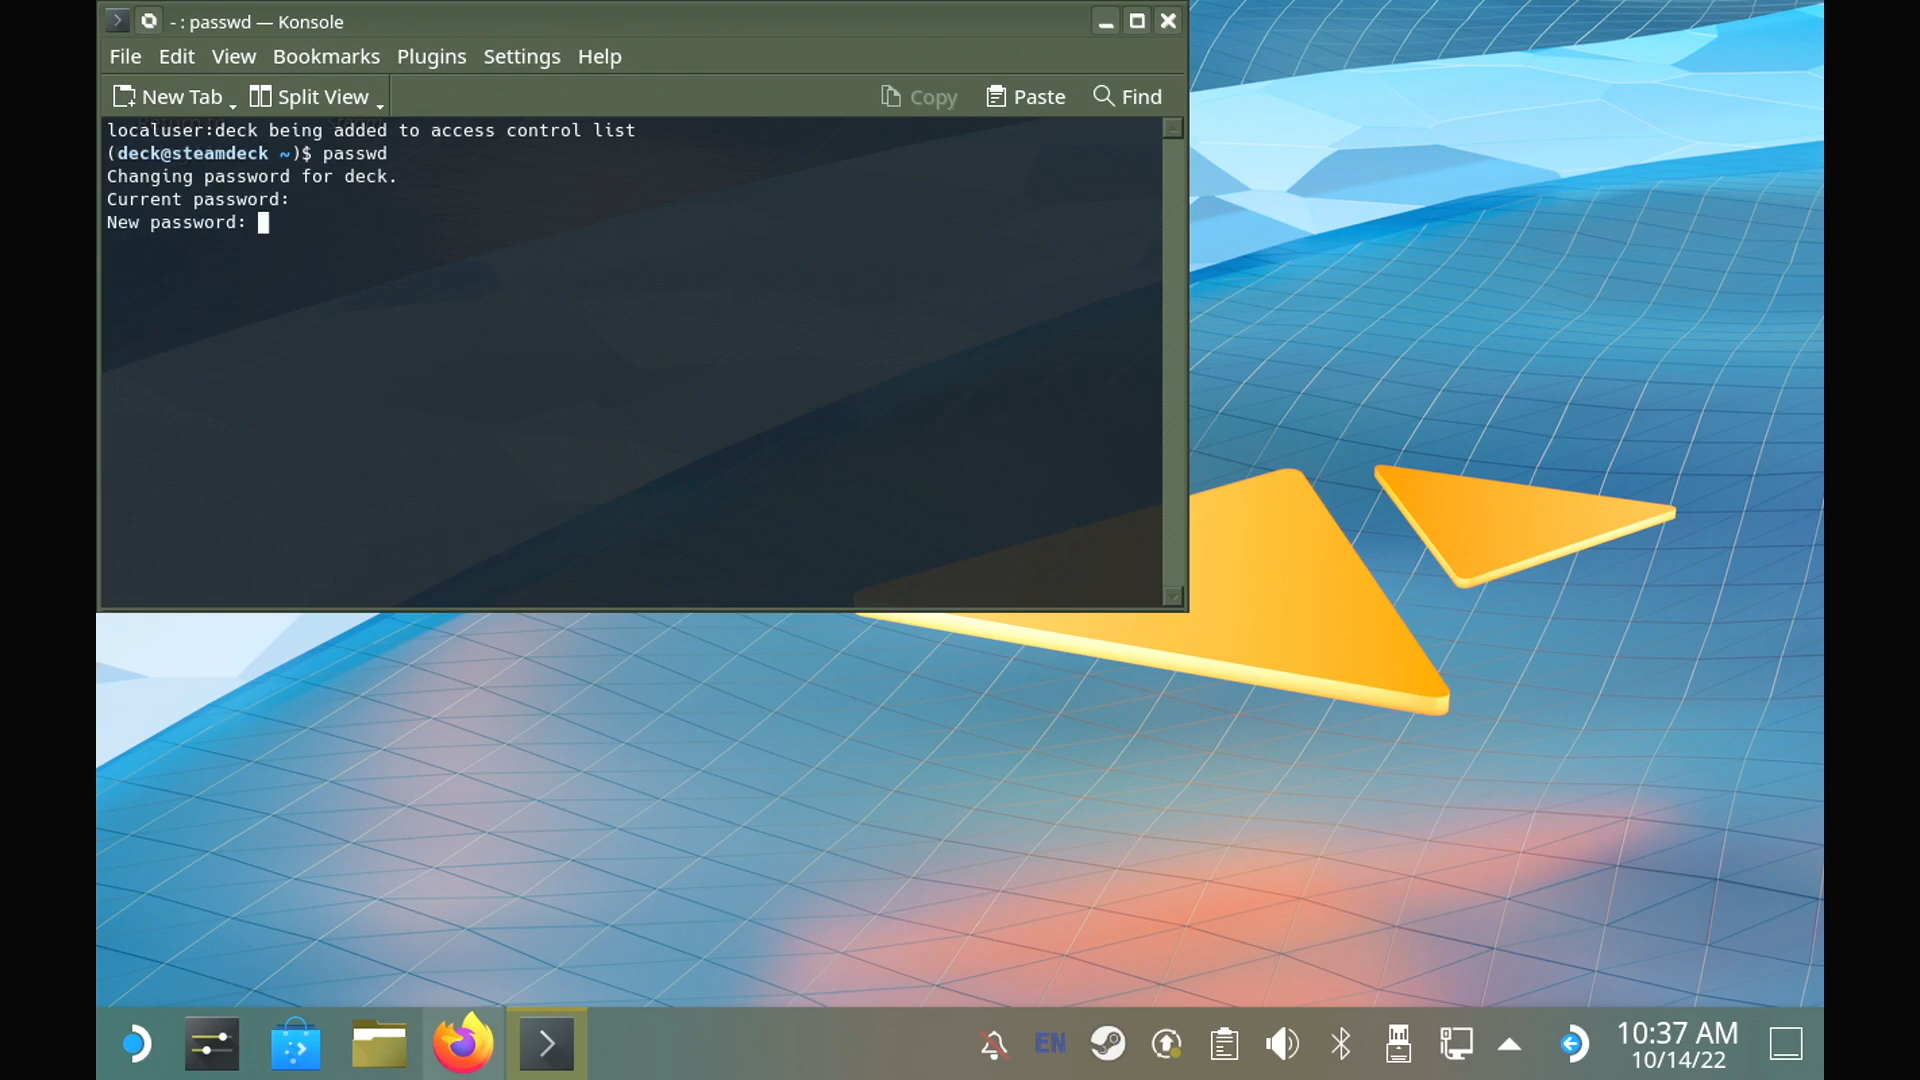 - : passwd — Konsole
File Edit View Bookmarks Plugins Settings Help
New Tab Split View Copy Paste Find
localuser:deck being added to access control list
(deck@steamdeck ~)$ passwd
Changing password for deck.
Current password:
New password:
EN
10:37 AM
10/14/22